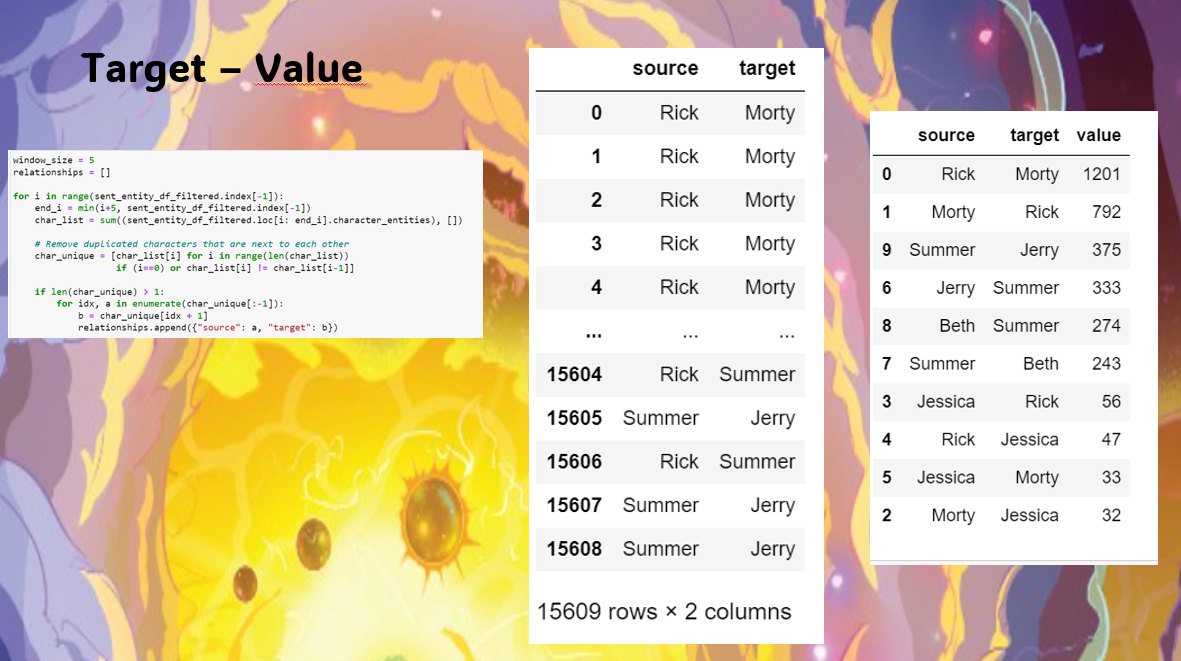 Target – Value
window_size = 5
relationships = []
for i in range(sent_entity_df_filtered.index[-1]):
    end_i = min(i+5, sent_entity_df_filtered.index[-1])
    char_list = sum((sent_entity_df_filtered.loc[i: end_i].character_entities), [])
    # Remove duplicated characters that are next to each other
    char_unique = [char_list[i] for i in range(len(char_list))
                   if (i==0) or char_list[i] != char_list[i-1]]
    if len(char_unique) > 1:
        for idx, a in enumerate(char_unique[:-1]):
            b = char_unique[idx + 1]
            relationships.append({"source": a, "target": b})
source target
0 Rick Morty
1 Rick Morty
2 Rick Morty
3 Rick Morty
4 Rick Morty
... ... ...
15604 Rick Summer
15605 Summer Jerry
15606 Rick Summer
15607 Summer Jerry
15608 Summer Jerry
15609 rows × 2 columns
source target value
0 Rick Morty 1201
1 Morty Rick 792
9 Summer Jerry 375
6 Jerry Summer 333
8 Beth Summer 274
7 Summer Beth 243
3 Jessica Rick 56
4 Rick Jessica 47
5 Jessica Morty 33
2 Morty Jessica 32